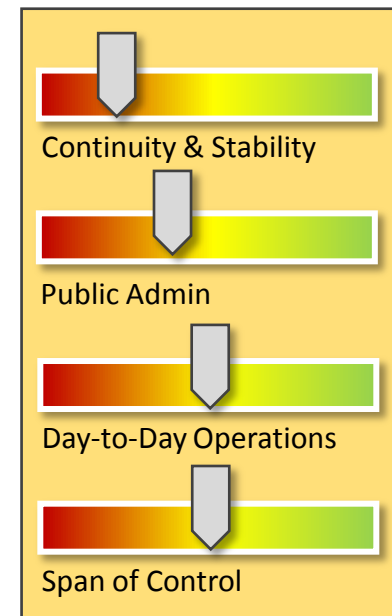 Continuity & Stability
Public Admin
Day-to-Day Operations
Span of Control